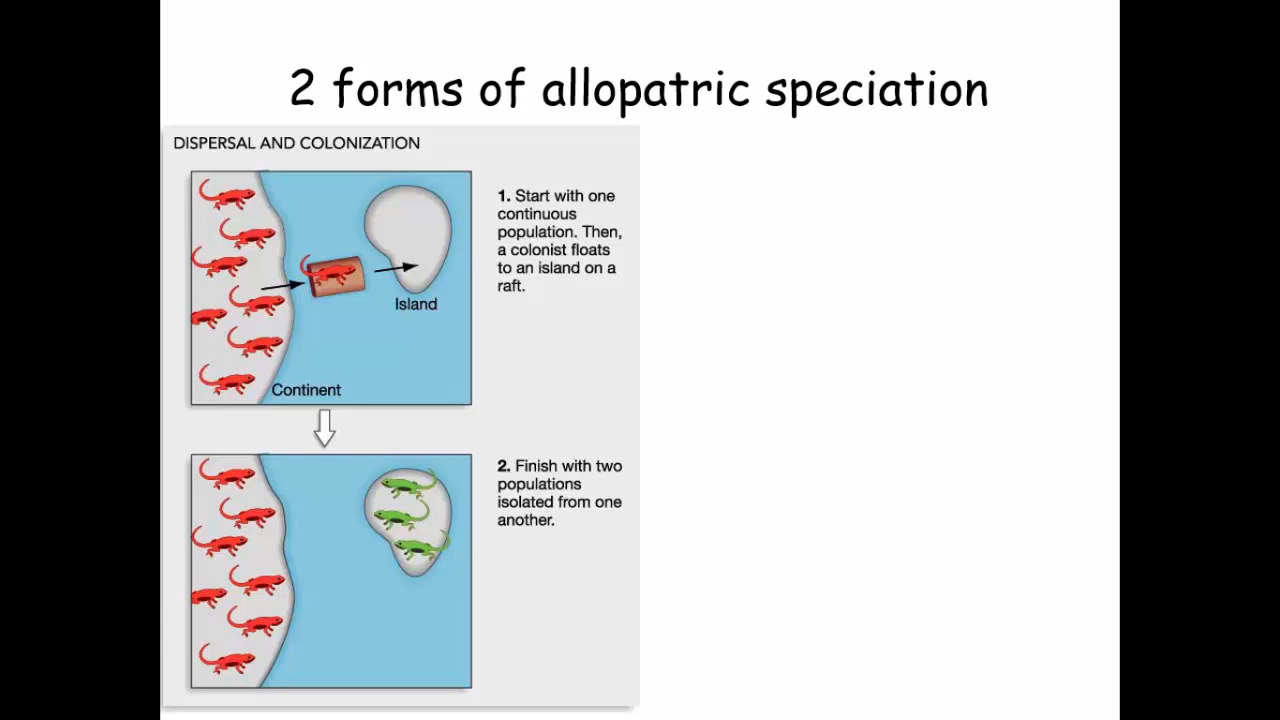 2 forms of allopatric speciation
DISPERSAL AND COLONIZATION
1. Start with one
continuous
population. Then,
a colonist floats
to an island on a
raft.
Island
Continent
2. Finish with two
populations
isolated from one
another.